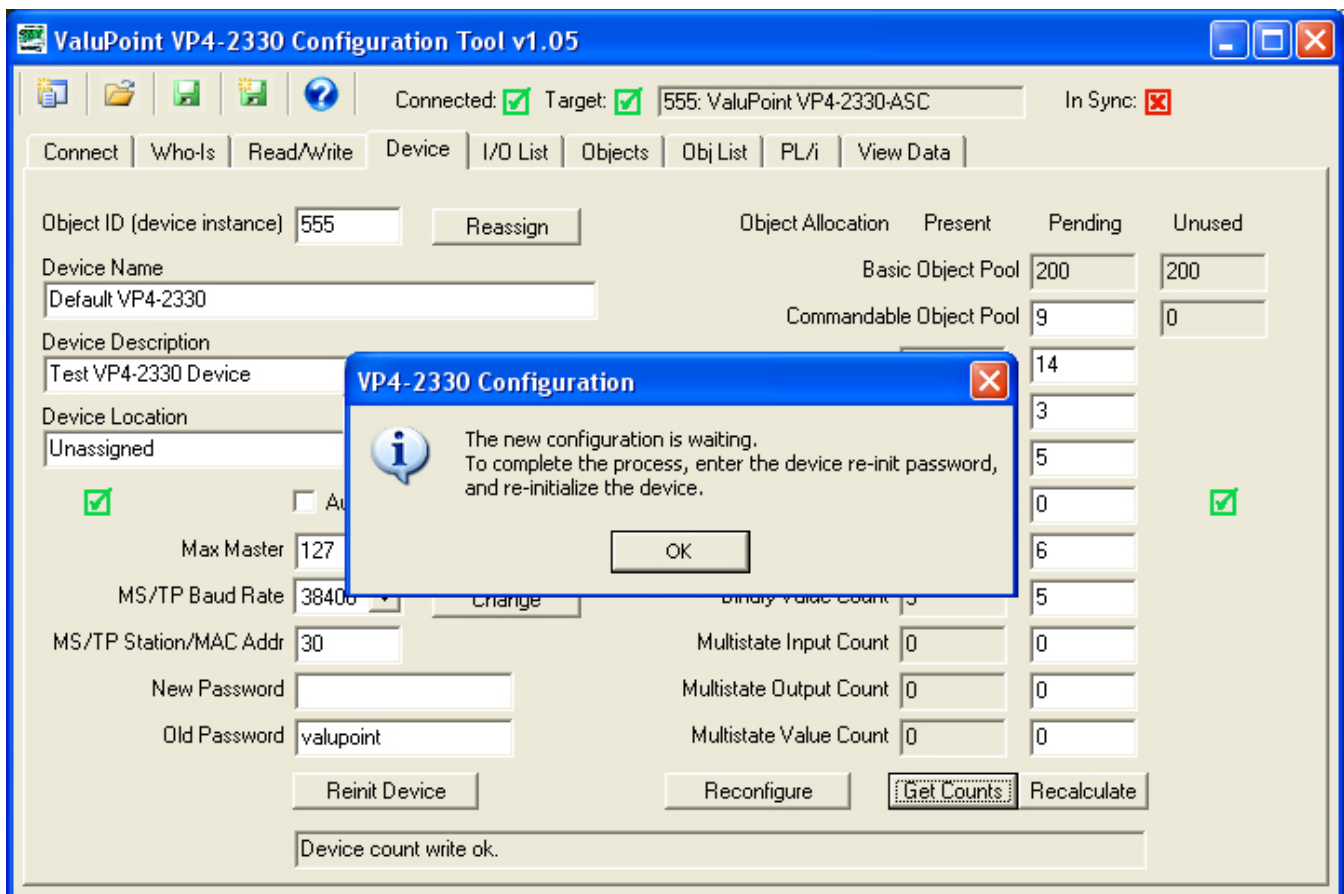 ValuPoint VP4-2330 Configuration Tool v1.05
Connected: Target: 555: ValuPoint VP4-2330-ASC In Sync:
Connect Who-Is Read/Write Device I/O List Objects Obj List PL/i View Data
Object ID (device instance) 555 Reassign Object Allocation Present Pending Unused
Device Name Basic Object Pool 200 200
Default VP4-2330
Commandable Object Pool 9 0
Device Description
Test VP4-2330 Device 14
Device Location 3
Unassigned 5
0
VP4-2330 Configuration
The new configuration is waiting.
To complete the process, enter the device re-init password,
and re-initialize the device.
OK
Max Master 127 6
MS/TP Baud Rate 38400 Change Binary Value Count 5 5
MS/TP Station/MAC Addr 30 Multistate Input Count 0 0
New Password Multistate Output Count 0 0
Old Password valupoint Multistate Value Count 0 0
Reinit Device Reconfigure Get Counts Recalculate
Device count write ok.